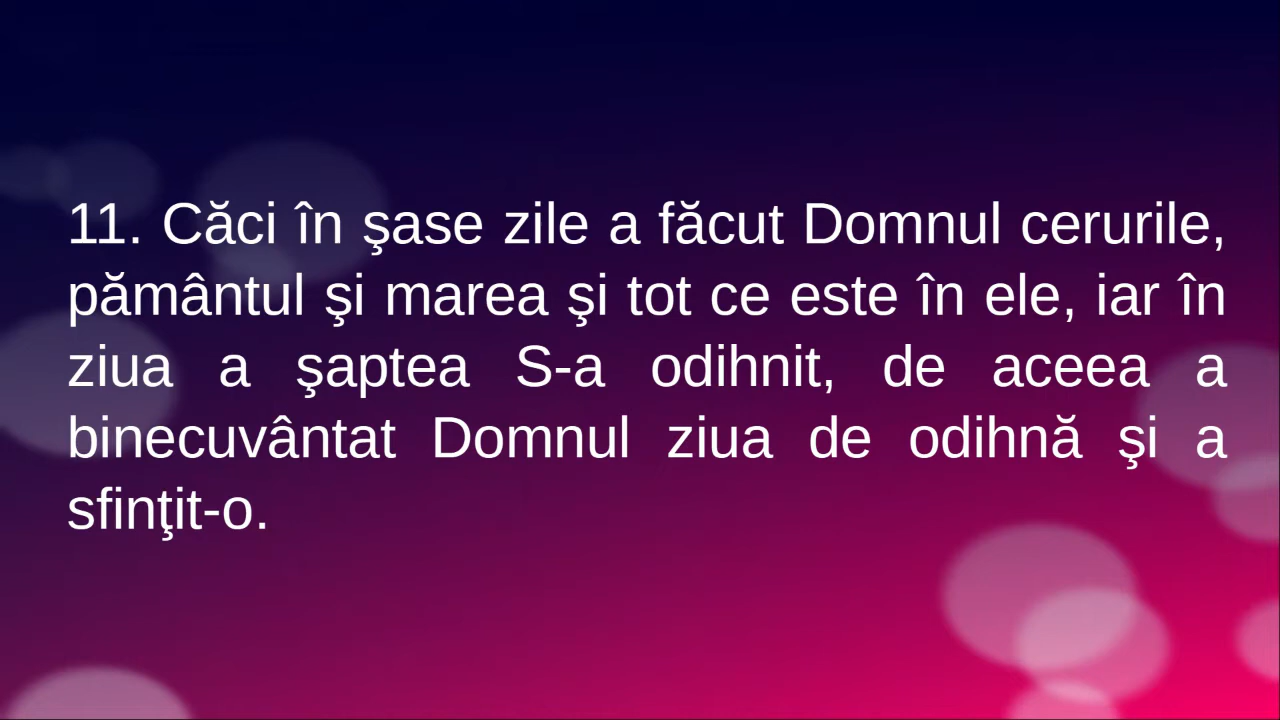 11. Căci în şase zile a făcut Domnul cerurile,
pământul şi marea şi tot ce este în ele, iar în
ziua a şaptea S-a odihnit, de aceea a
binecuvântat Domnul ziua de odihnă şi a
sfinţit-o.